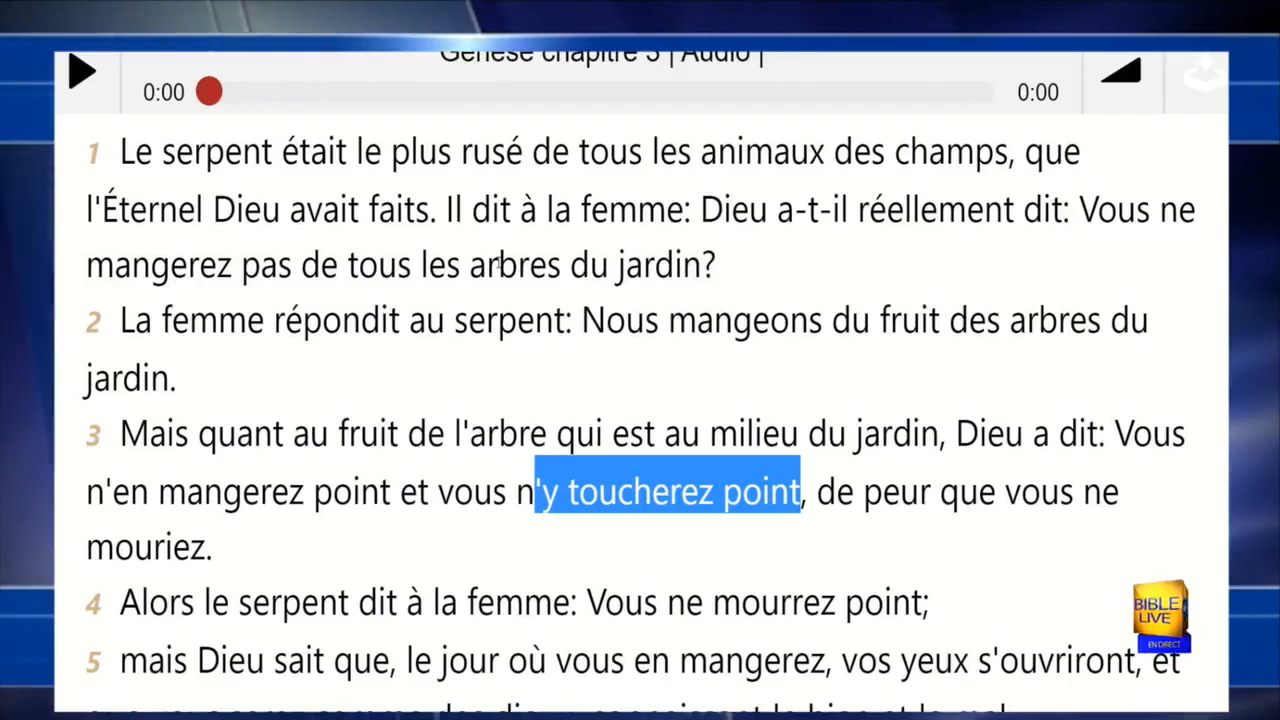 Genèse chapitre 3 | Audio |
0:00
0:00
1 Le serpent était le plus rusé de tous les animaux des champs, que
l'Éternel Dieu avait faits. Il dit à la femme: Dieu a-t-il réellement dit: Vous ne
mangerez pas de tous les arbres du jardin?
2 La femme répondit au serpent: Nous mangeons du fruit des arbres du
jardin.
3 Mais quant au fruit de l'arbre qui est au milieu du jardin, Dieu a dit: Vous
n'en mangerez point et vous n'y toucherez point, de peur que vous ne
mouriez.
4 Alors le serpent dit à la femme: Vous ne mourrez point;
5 mais Dieu sait que, le jour où vous en mangerez, vos yeux s'ouvriront, et
BIBLE
LIVE
EN DIRECT